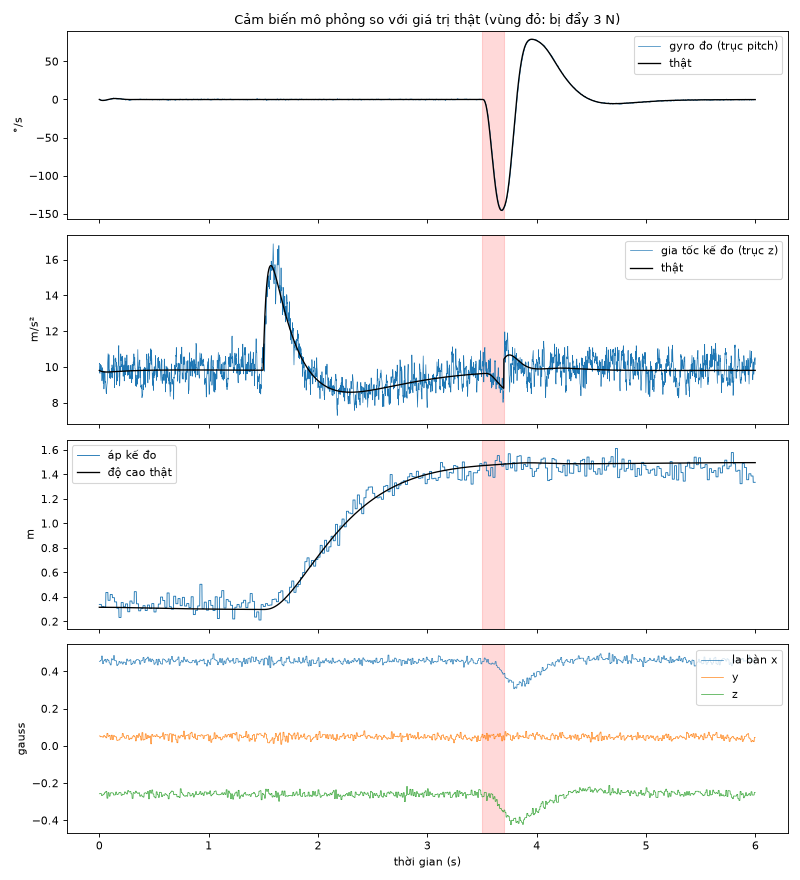 Cảm biến mô phỏng so với giá trị thật (vùng đỏ: bị đẩy 3 N)
gyro đo (trục pitch)
thật
50
0
−50
−100
−150
°/s
gia tốc kế đo (trục z)
thật
16
14
12
10
8
m/s²
áp kế đo
độ cao thật
1.6
1.4
1.2
1.0
0.8
0.6
0.4
0.2
m
la bàn x
y
z
0.4
0.2
0.0
−0.2
−0.4
gauss
0 1 2 3 4 5 6
thời gian (s)